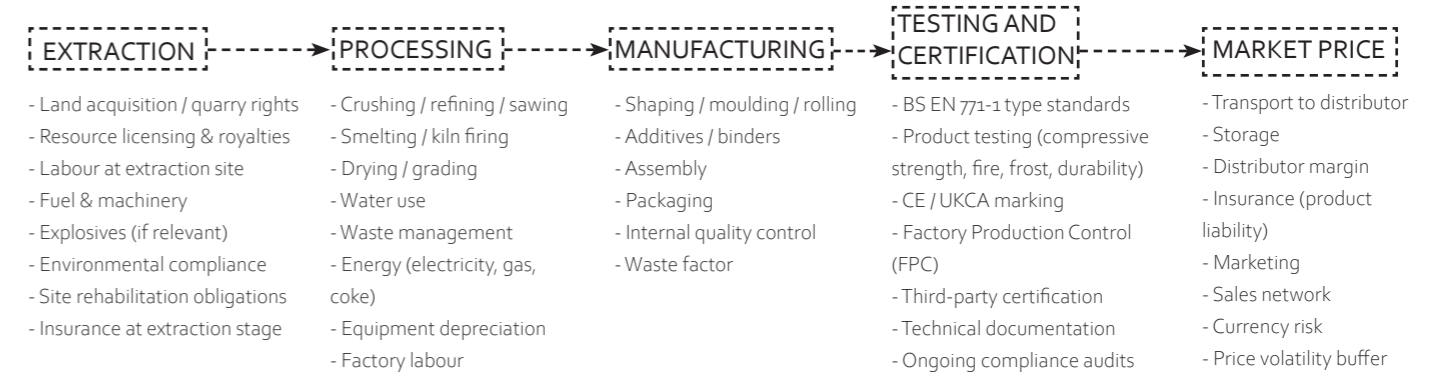 EXTRACTION
- Land acquisition / quarry rights
- Resource licensing & royalties
- Labour at extraction site
- Fuel & machinery
- Explosives (if relevant)
- Environmental compliance
- Site rehabilitation obligations
- Insurance at extraction stage
PROCESSING
- Crushing / refining / sawing
- Smelting / kiln firing
- Drying / grading
- Water use
- Waste management
- Energy (electricity, gas,
coke)
- Equipment depreciation
- Factory labour
MANUFACTURING
- Shaping / moulding / rolling
- Additives / binders
- Assembly
- Packaging
- Internal quality control
- Waste factor
TESTING AND
CERTIFICATION
- BS EN 771-1 type standards
- Product testing (compressive
strength, fire, frost, durability)
- CE / UKCA marking
- Factory Production Control
(FPC)
- Third-party certification
- Technical documentation
- Ongoing compliance audits
MARKET PRICE
- Transport to distributor
- Storage
- Distributor margin
- Insurance (product
liability)
- Marketing
- Sales network
- Currency risk
- Price volatility buffer